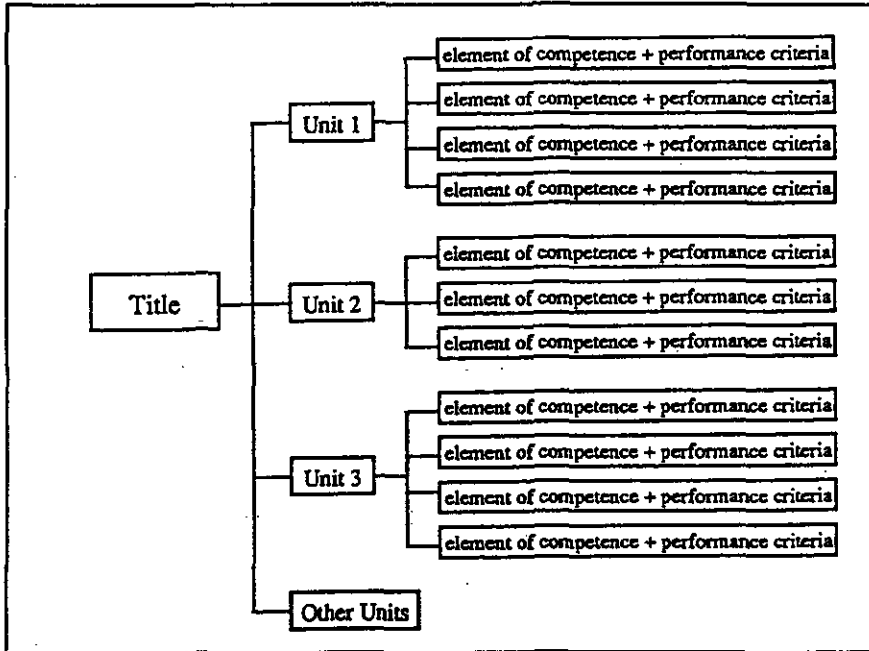 Title
Unit 1
element of competence + performance criteria
element of competence + performance criteria
element of competence + performance criteria
element of competence + performance criteria
Unit 2
element of competence + performance criteria
element of competence + performance criteria
element of competence + performance criteria
Unit 3
element of competence + performance criteria
element of competence + performance criteria
element of competence + performance criteria
element of competence + performance criteria
Other Units